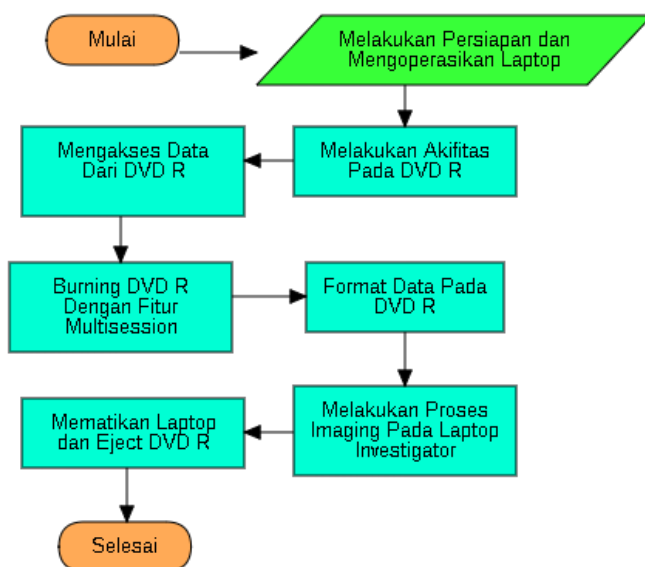 Mulai
Melakukan Persiapan dan
Mengoperasikan Laptop
Melakukan Akifitas
Pada DVD R
Mengakses Data
Dari DVD R
Burning DVD R
Dengan Fitur
Multisession
Format Data Pada
DVD R
Melakukan Proses
Imaging Pada Laptop
Investigator
Mematikan Laptop
dan Eject DVD R
Selesai